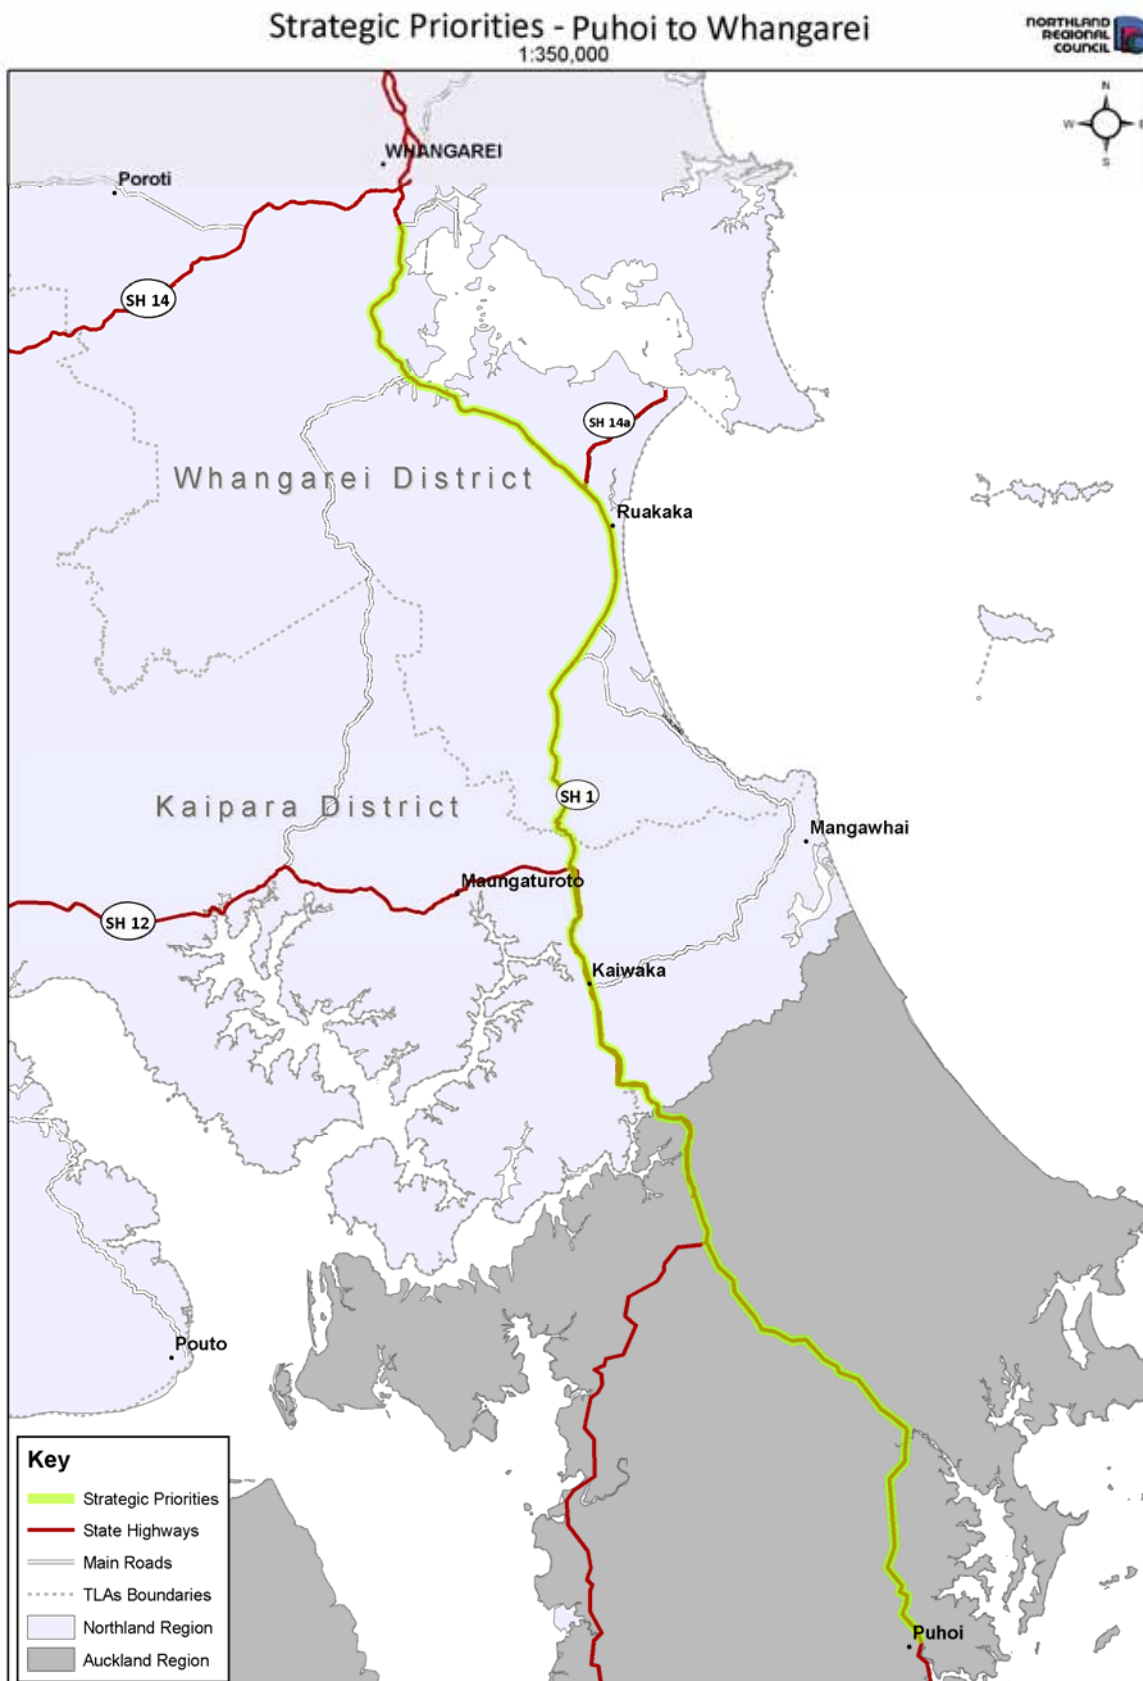 Strategic Priorities - Puhoi to Whangarei
1:350,000
NORTHLAND
REGIONAL
COUNCIL
N
W
E
S
WHANGAREI
Poroti
SH 14
SH 14a
Whangarei District
Ruakaka
SH 1
Kaipara District
Mangawhai
Maungaturoto
SH 12
Kaiwaka
Pouto
Puhoi
Key
Strategic Priorities
State Highways
Main Roads
TLAs Boundaries
Northland Region
Auckland Region